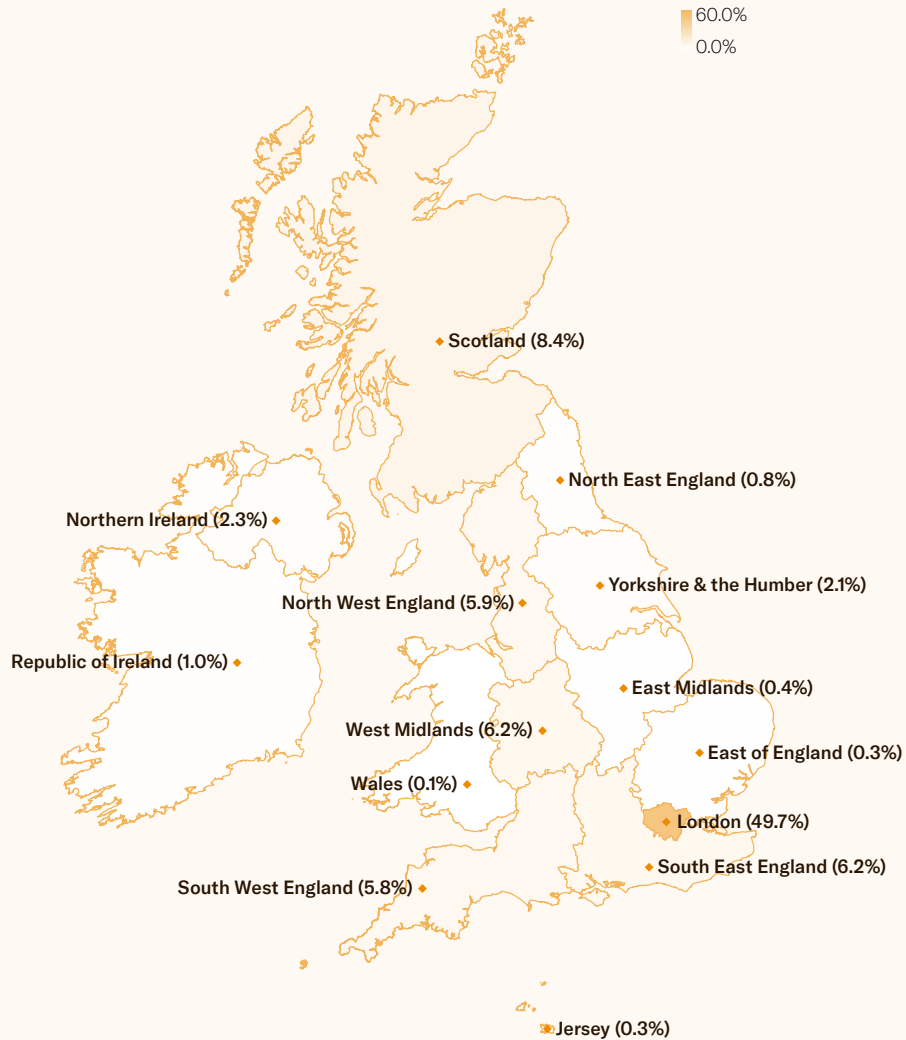 60.0%
0.0%
Scotland (8.4%)
North East England (0.8%)
Northern Ireland (2.3%)
Yorkshire & the Humber (2.1%)
North West England (5.9%)
Republic of Ireland (1.0%)
East Midlands (0.4%)
West Midlands (6.2%)
East of England (0.3%)
Wales (0.1%)
London (49.7%)
South East England (6.2%)
South West England (5.8%)
Jersey (0.3%)